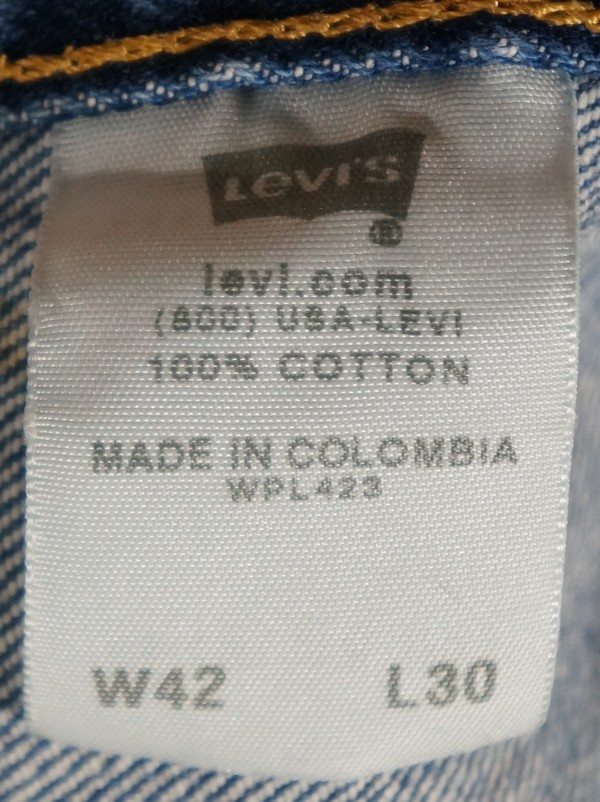 Levi's
®
levi.com
(800) USA-LEVI
100% COTTON
MADE IN COLOMBIA
WPL423
W42 L30